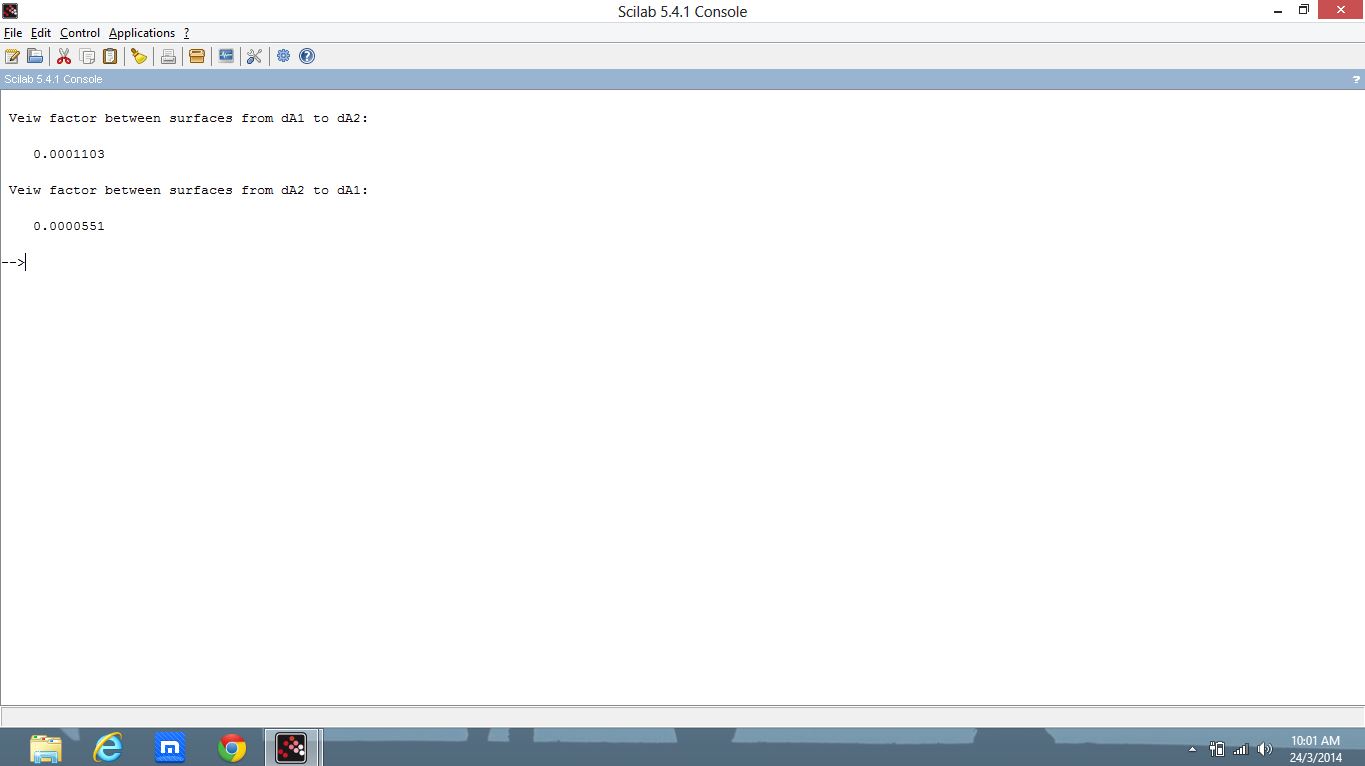 Scilab 5.4.1 Console
File Edit Control Applications ?
Scilab 5.4.1 Console ?
Veiw factor between surfaces from dA1 to dA2:
0.0001103
Veiw factor between surfaces from dA2 to dA1:
0.0000551
-->
10:01 AM
24/3/2014